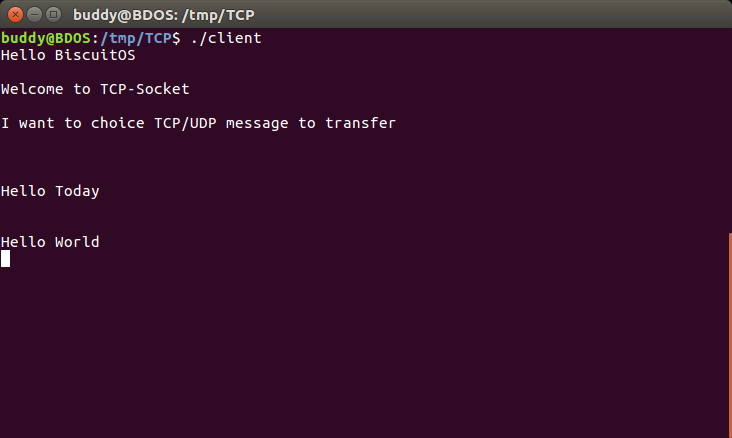 buddy@BDOS: /tmp/TCP
buddy@BDOS:/tmp/TCP$ ./client
Hello BiscuitOS
Welcome to TCP-Socket
I want to choice TCP/UDP message to transfer
Hello Today
Hello World